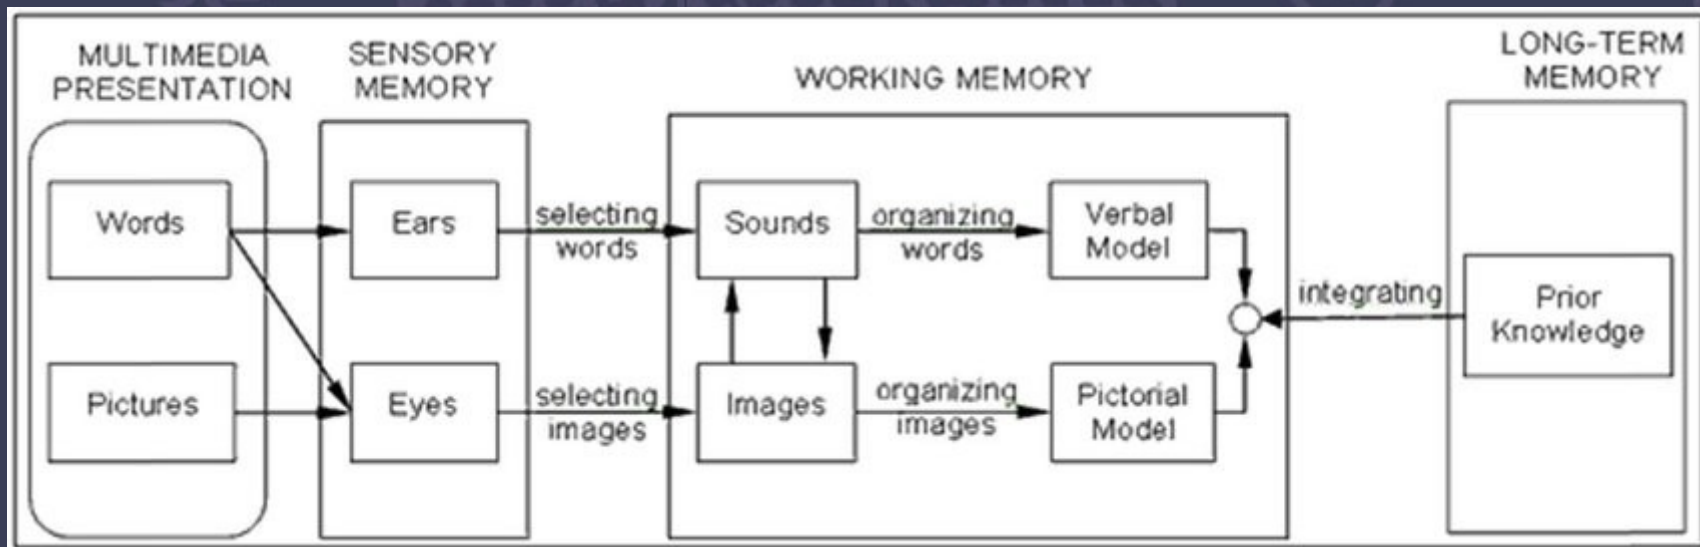 MULTIMEDIA
PRESENTATION
SENSORY
MEMORY
WORKING MEMORY
LONG-TERM
MEMORY
Words
Ears
selecting
words
Sounds
organizing
words
Verbal
Model
integrating
Prior
Knowledge
Pictures
Eyes
selecting
images
Images
organizing
images
Pictorial
Model